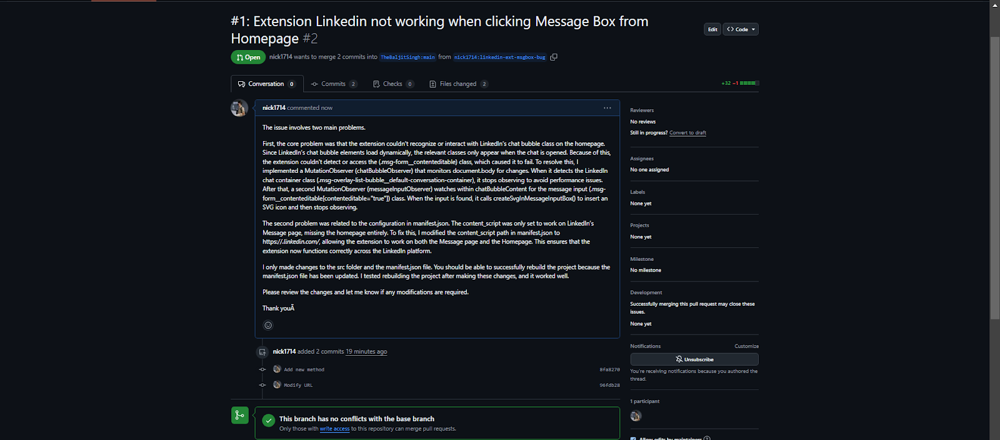 #1: Extension Linkedin not working when clicking Message Box from
Homepage #2
Edit
Code
Open
nick1714 wants to merge 2 commits into TheBaljitSingh:main from nick1714:linkedin-ext-msgbox-bug
Conversation 0
Commits 2
Checks 0
Files changed 2
+32 −1
nick1714 commented now
The issue involves two main problems.
First, the core problem was that the extension couldn't recognize or interact with LinkedIn's chat bubble class on the homepage.
Since LinkedIn's chat bubble elements load dynamically, the relevant classes only appear when the chat is opened. Because of this,
the extension couldn't detect or access the (.msg-form__contenteditable) class, which caused it to fail. To resolve this, I
implemented a MutationObserver (chatBubbleObserver) that monitors document.body for changes. When it detects the LinkedIn
chat container class (.msg-overlay-list-bubble__default-conversation-container), it stops observing to avoid performance issues.
After that, a second MutationObserver (messageInputObserver) watches within chatBubbleContent for the message input (.msg-
form__contenteditable[contenteditable="true"]) class. When the input is found, it calls createSvgInMessageInputBox() to insert an
SVG icon and then stops observing.
The second problem was related to the configuration in manifest.json. The content_script was only set to work on LinkedIn's
Message page, missing the homepage entirely. To fix this, I modified the content_script path in manifest.json to
https://.linkedin.com/, allowing the extension to work on both the Message page and the Homepage. This ensures that the
extension now functions correctly across the LinkedIn platform.
I only made changes to the src folder and the manifest.json file. You should be able to successfully rebuild the project because the
manifest.json file has been updated. I tested rebuilding the project after making these changes, and it worked well.
Please review the changes and let me know if any modifications are required.
Thank youÃ
nick1714 added 2 commits 19 minutes ago
Add new method 8fa8270
Modify URL 96fdb28
This branch has no conflicts with the base branch
Only those with write access to this repository can merge pull requests.
Reviewers
No reviews
Still in progress? Convert to draft
Assignees
No one assigned
Labels
None yet
Projects
None yet
Milestone
No milestone
Development
Successfully merging this pull request may close these
issues.
None yet
Notifications Customize
Unsubscribe
You're receiving notifications because you authored the
thread.
1 participant
Allow edits by maintainers